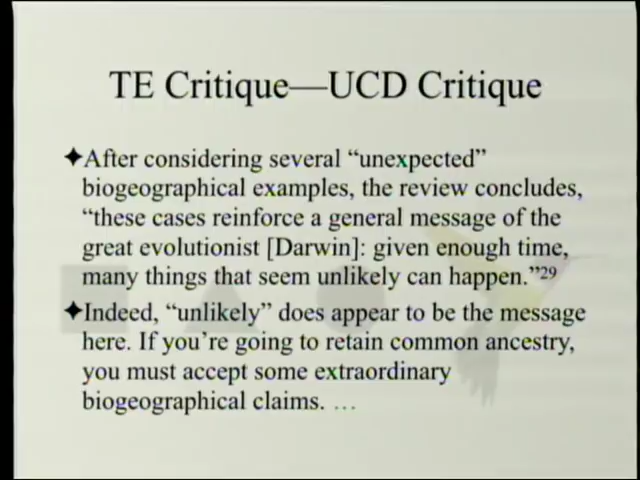 TE Critique—UCD Critique
✦After considering several “unexpected”
biogeographical examples, the review concludes,
“these cases reinforce a general message of the
great evolutionist [Darwin]: given enough time,
many things that seem unlikely can happen.”29
✦Indeed, “unlikely” does appear to be the message
here. If you’re going to retain common ancestry,
you must accept some extraordinary
biogeographical claims. …